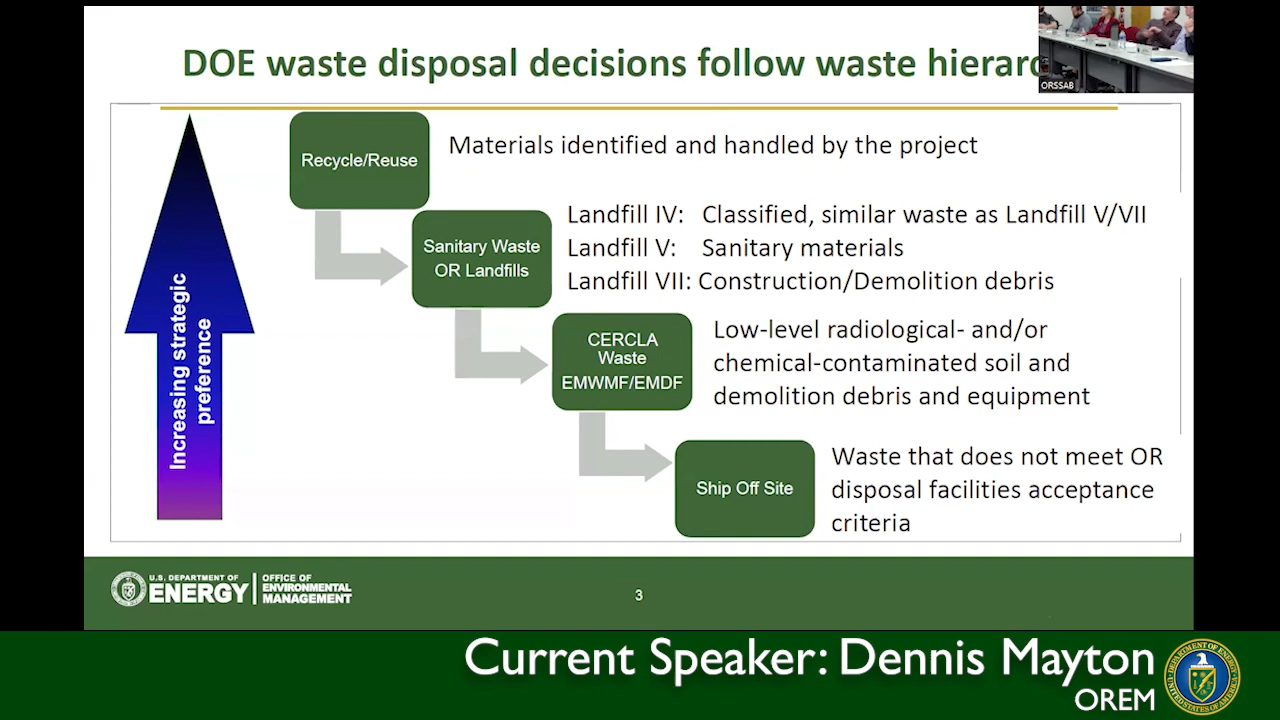 DOE waste disposal decisions follow waste
ORSSAB
Increasing strategic
preference
Recycle/Reuse
Materials identified and handled by the project
Sanitary Waste
OR Landfills
Landfill IV: Classified, similar waste as Landfill V/VII
Landfill V: Sanitary materials
Landfill VII: Construction/Demolition debris
CERCLA
Waste
EMWMF/EMDF
Low-level radiological- and/or
chemical-contaminated soil and
demolition debris and equipment
Ship Off Site
Waste that does not meet OR
disposal facilities acceptance
criteria
U.S. DEPARTMENT OF
ENERGY
OFFICE OF
ENVIRONMENTAL
MANAGEMENT
3
Current Speaker: Dennis Mayton
OREM